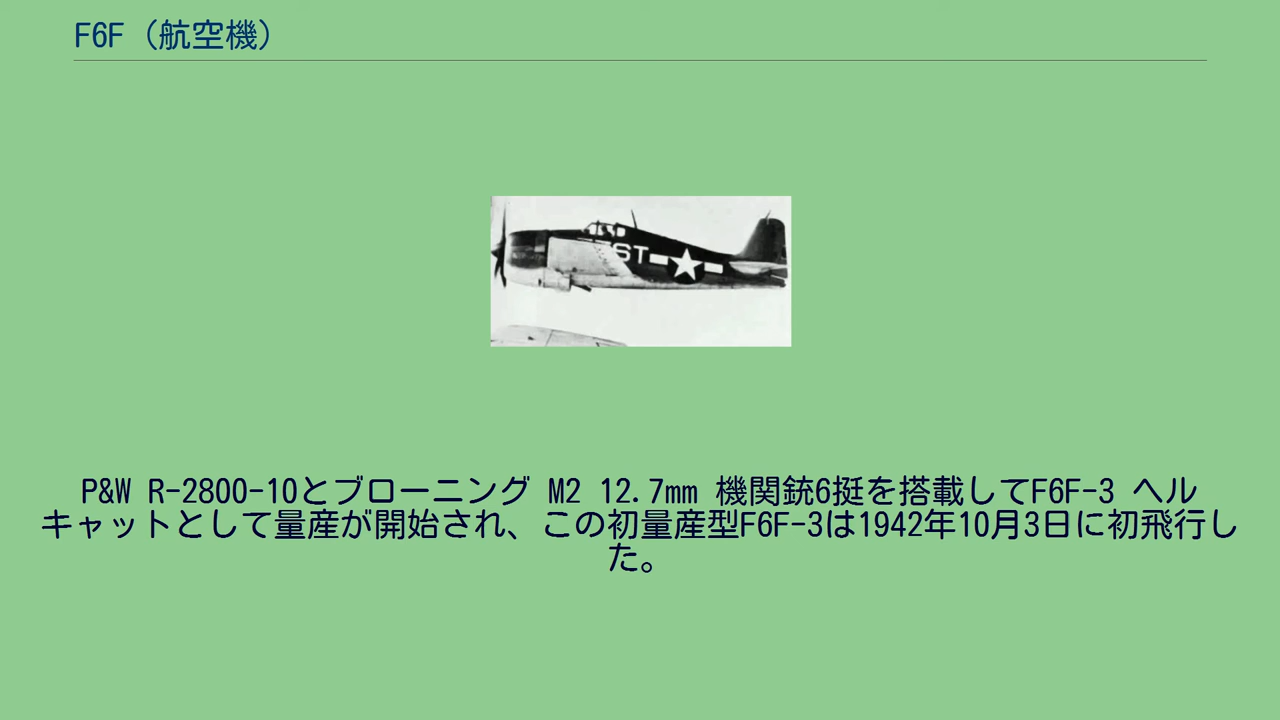 F6F（航空機）
ST
P&W R-2800-10とブローニング M2 12.7mm 機関銃6挺を搭載してF6F-3 ヘル
キャットとして量産が開始され、この初量産型F6F-3は1942年10月3日に初飛行し
た。